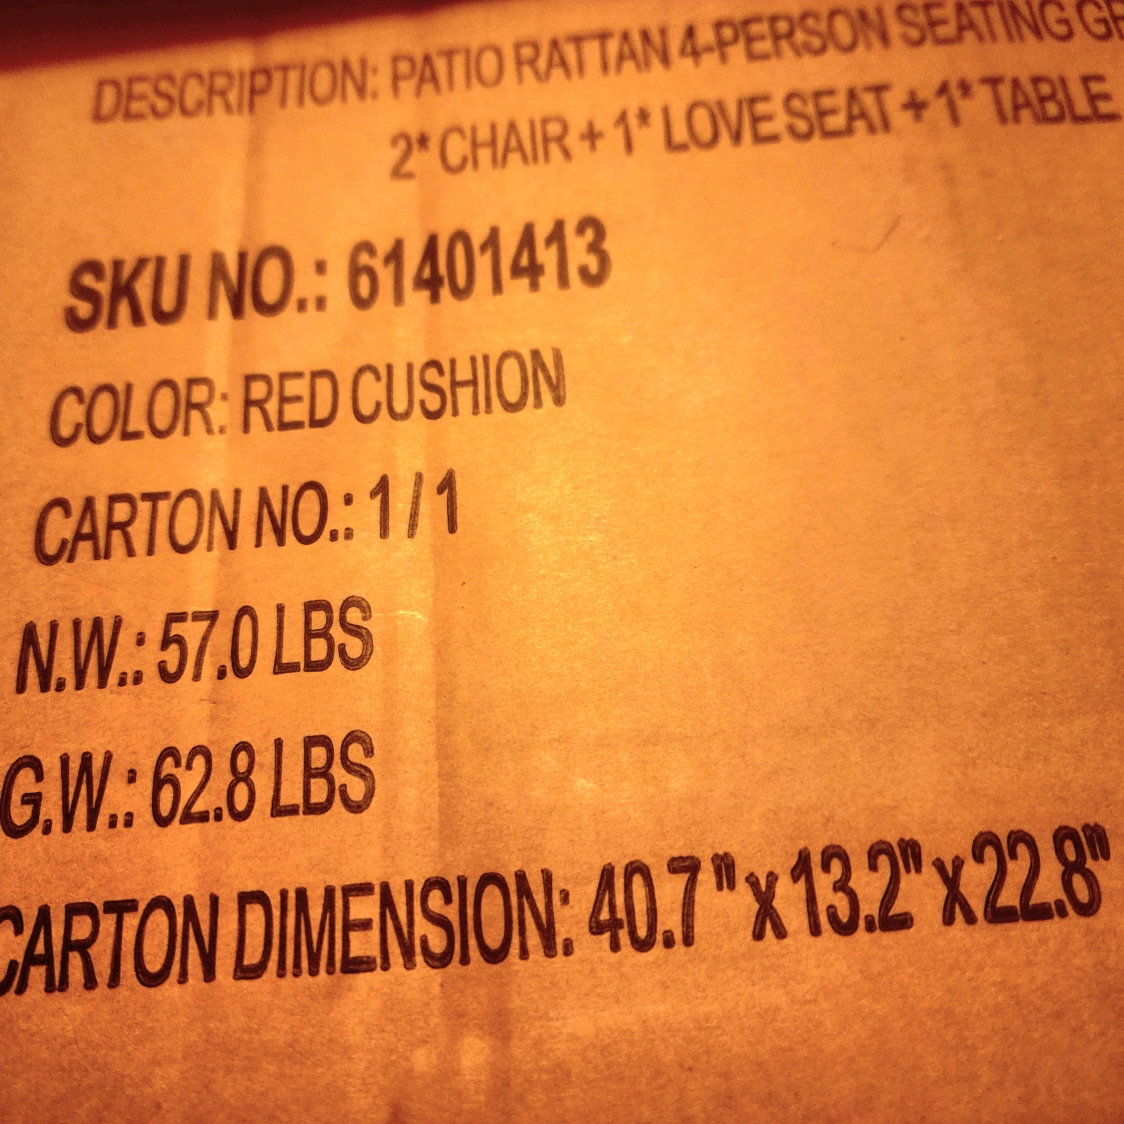 DESCRIPTION: PATIO RATTAN 4-PERSON SEATING
2* CHAIR + 1* LOVE SEAT + 1* TABLE
SKU NO.: 61401413
COLOR: RED CUSHION
CARTON NO.: 1 / 1
N.W.: 57.0 LBS
G.W.: 62.8 LBS
CARTON DIMENSION: 40.7 "x 13.2" x 22.8"